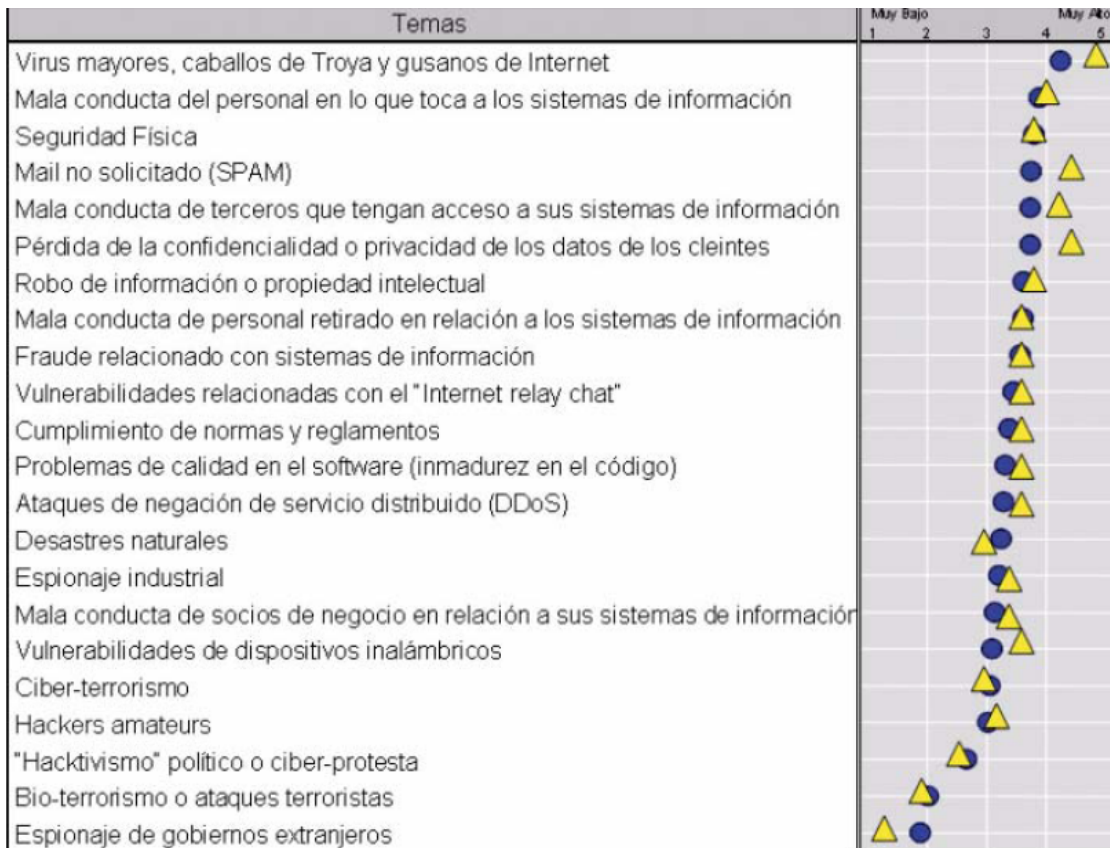 Temas
Muy Bajo Muy Alto
1 2 3 4 5
Virus mayores, caballos de Troya y gusanos de Internet
Mala conducta del personal en lo que toca a los sistemas de información
Seguridad Física
Mail no solicitado (SPAM)
Mala conducta de terceros que tengan acceso a sus sistemas de información
Pérdida de la confidencialidad o privacidad de los datos de los cleintes
Robo de información o propiedad intelectual
Mala conducta de personal retirado en relación a los sistemas de información
Fraude relacionado con sistemas de información
Vulnerabilidades relacionadas con el "Internet relay chat"
Cumplimiento de normas y reglamentos
Problemas de calidad en el software (inmadurez en el código)
Ataques de negación de servicio distribuido (DDoS)
Desastres naturales
Espionaje industrial
Mala conducta de socios de negocio en relación a sus sistemas de información
Vulnerabilidades de dispositivos inalámbricos
Ciber-terrorismo
Hackers amateurs
"Hacktivismo" político o ciber-protesta
Bio-terrorismo o ataques terroristas
Espionaje de gobiernos extranjeros